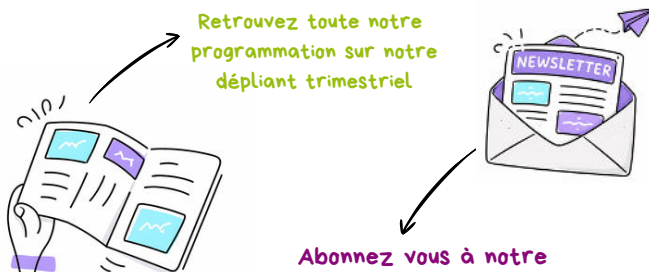 Retrouvez toute notre
programmation sur notre
dépliant trimestriel
NEWSLETTER
Abonnez vous à notre